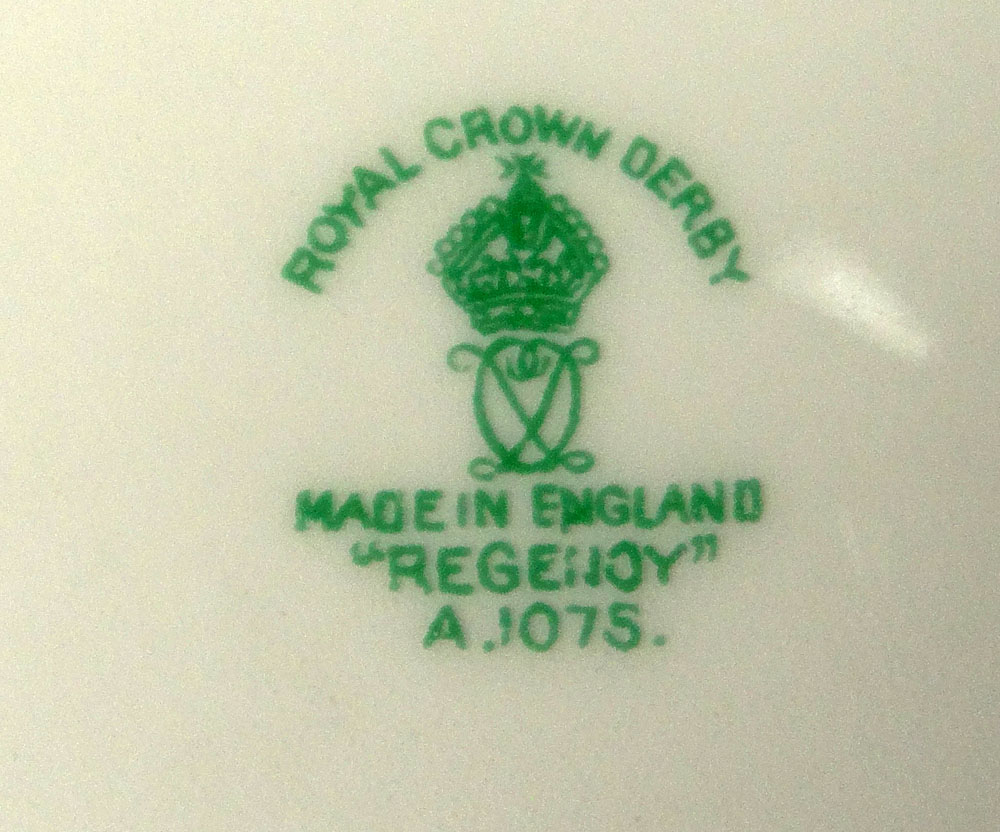 ROYAL CROWN DERBY
MADE IN ENGLAND
"REGENCY"
A.1075.